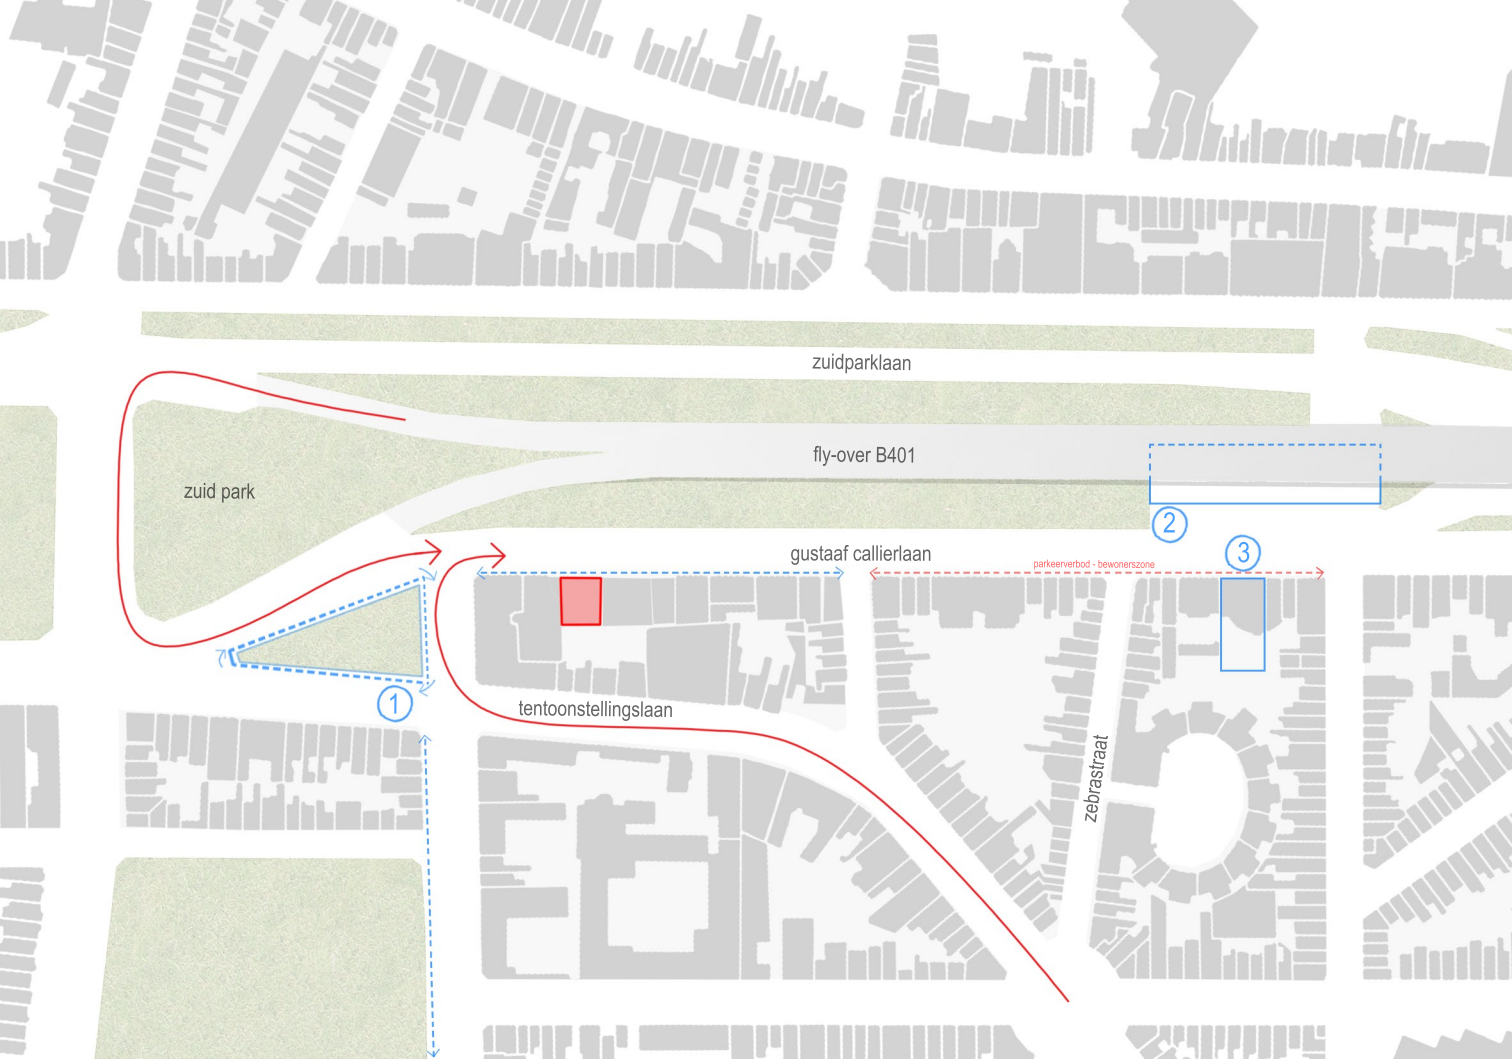 zuidparklaan
fly-over B401
zuid park
2
gustaaf callierlaan
3
parkeerverbod - bewonerszone
1
tentoonstellingslaan
zebrastraat